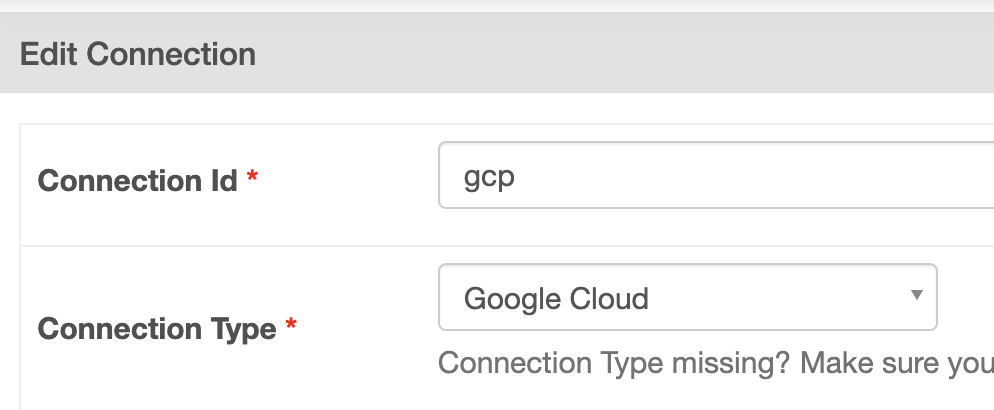 Edit Connection
Connection Id *
gcp
Connection Type *
Google Cloud
Connection Type missing? Make sure you